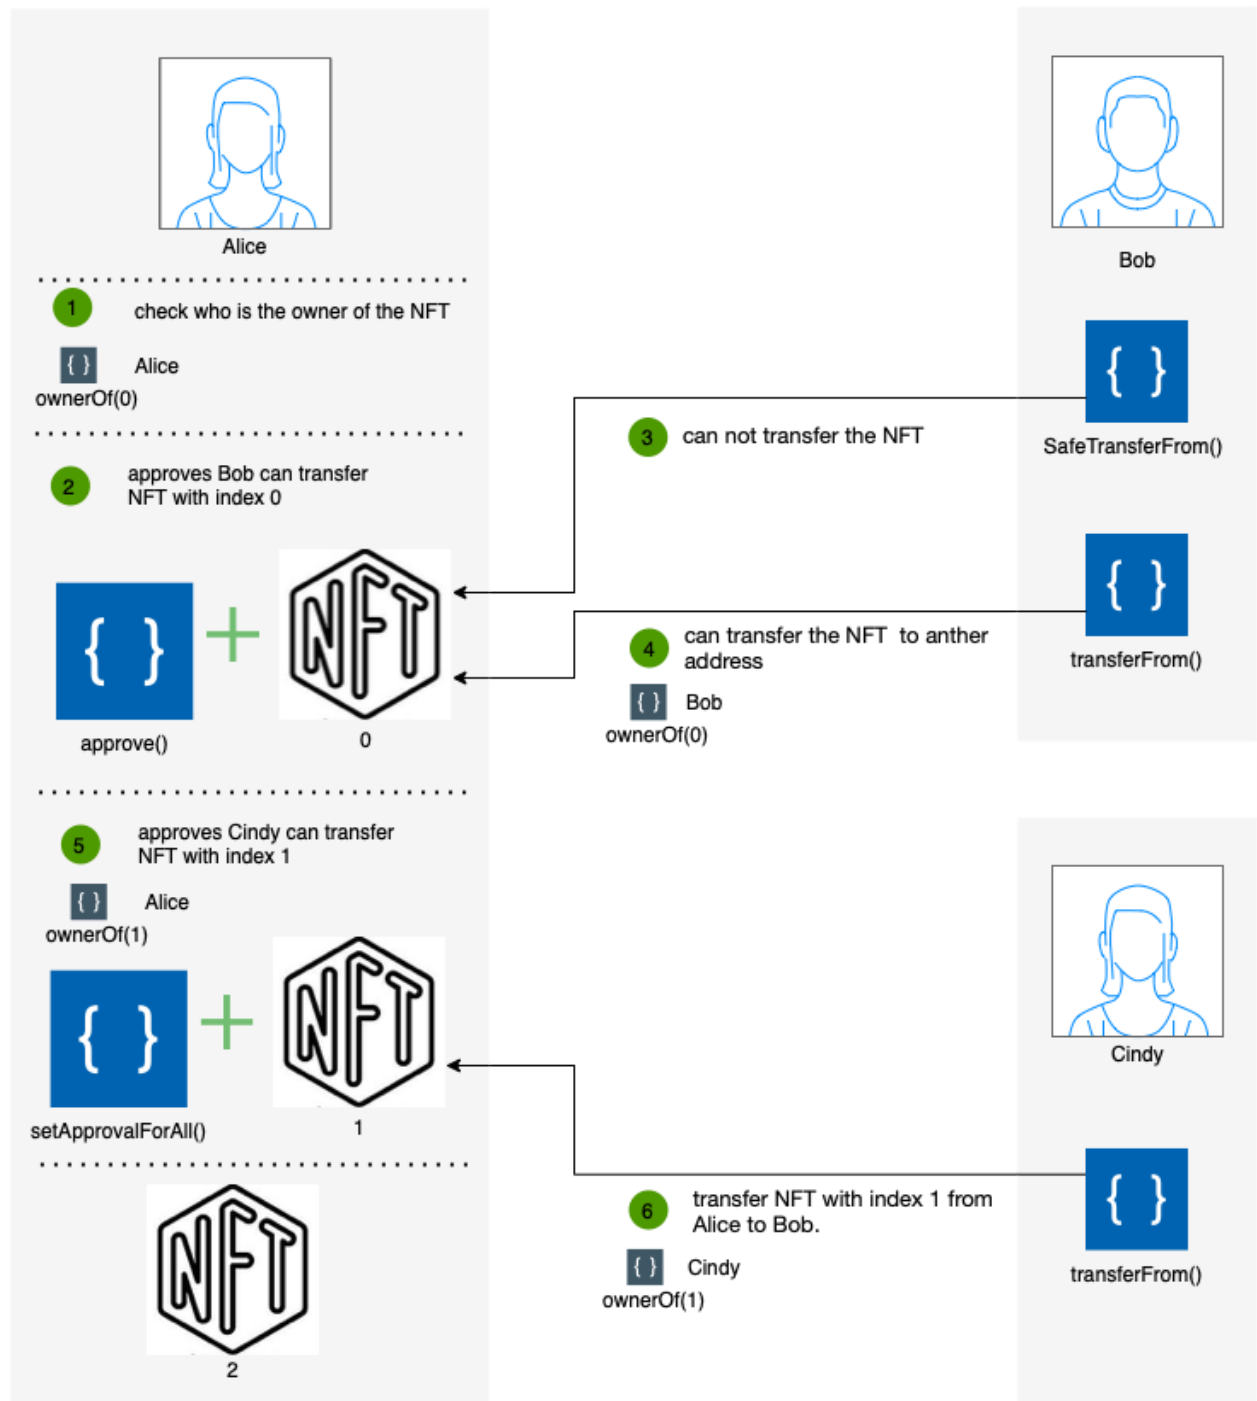 Alice
1
check who is the owner of the NFT
{ }
Alice
ownerOf(0)
2
approves Bob can transfer
NFT with index 0
{ }
NFT
approve()
0
5
approves Cindy can transfer
NFT with index 1
{ }
Alice
ownerOf(1)
{ }
NFT
setApprovalForAll()
1
NFT
2
3
can not transfer the NFT
4
can transfer the NFT  to anther
address
{ }
Bob
ownerOf(0)
6
transfer NFT with index 1 from
Alice to Bob.
{ }
Cindy
ownerOf(1)
Bob
{ }
SafeTransferFrom()
{ }
transferFrom()
Cindy
{ }
transferFrom()